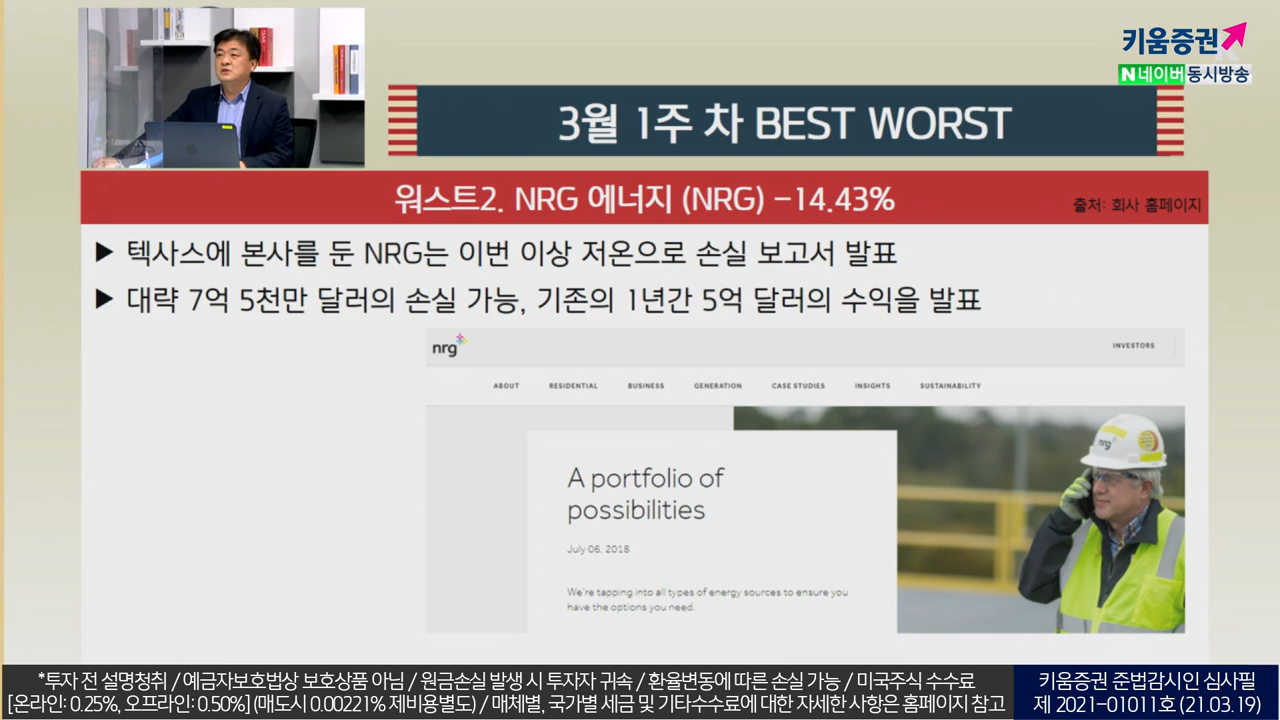 키움증권
N 네이버 동시방송
3월 1주 차 BEST WORST
워스트2. NRG 에너지 (NRG) -14.43%
출처: 회사 홈페이지
▶ 텍사스에 본사를 둔 NRG는 이번 이상 저온으로 손실 보고서 발표
▶ 대략 7억 5천만 달러의 손실 가능, 기존의 1년간 5억 달러의 수익을 발표
nrg
INVESTORS
ABOUT RESIDENTIAL BUSINESS GENERATION CASE STUDIES INSIGHTS SUSTAINABILITY
nrg
A portfolio of
possibilities
July 06, 2018
We're tapping into all types of energy sources to ensure you
have the options you need.
*투자 전 설명청취 / 예금자보호법상 보호상품 아님 / 원금손실 발생 시 투자자 귀속 / 환율변동에 따른 손실 가능 / 미국주식 수수료
[온라인: 0.25%, 오프라인: 0.50%] (매도시 0.00221% 제비용별도) / 매체별, 국가별 세금 및 기타수수료에 대한 자세한 사항은 홈페이지 참고
키움증권 준법감시인 심사필
제 2021-01011호 (21.03.19)